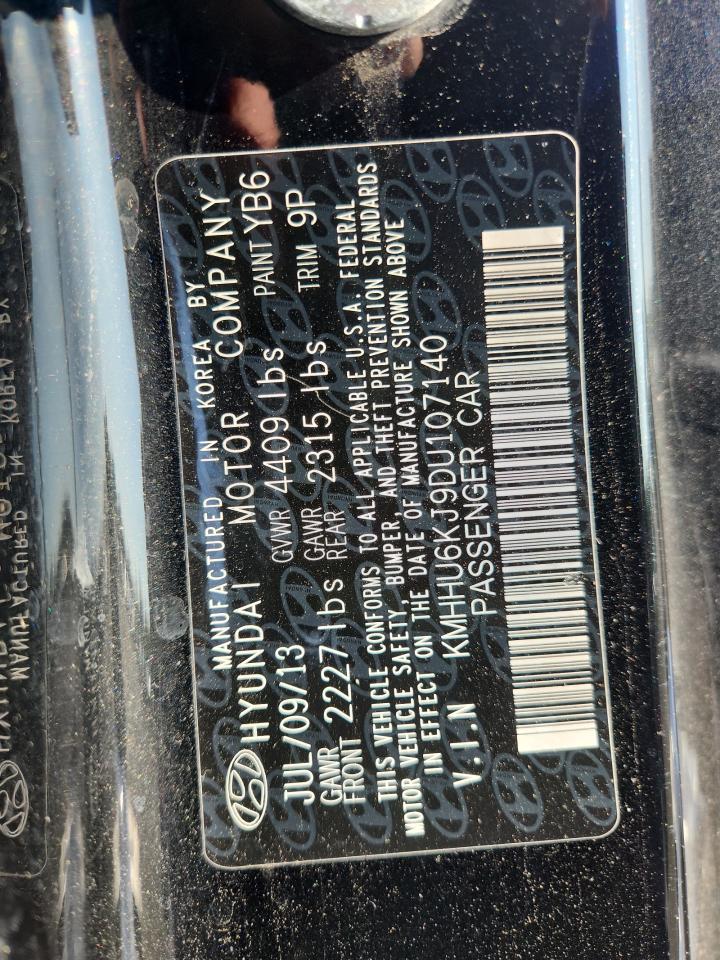 MANUFACTURED IN KOREA BY
HYUNDAI MOTOR COMPANY
JUL/09/13 GVWR 4409 lbs PAINT YB6
GAWR FRONT 2227 lbs GAWR REAR 2315 lbs TRIM 9P
THIS VEHICLE CONFORMS TO ALL APPLICABLE U.S.A. FEDERAL
MOTOR VEHICLE SAFETY, BUMPER, AND THEFT PREVENTION STANDARDS
IN EFFECT ON THE DATE OF MANUFACTURE SHOWN ABOVE
V.I.N KMHHU6KJ9DU107140
PASSENGER CAR